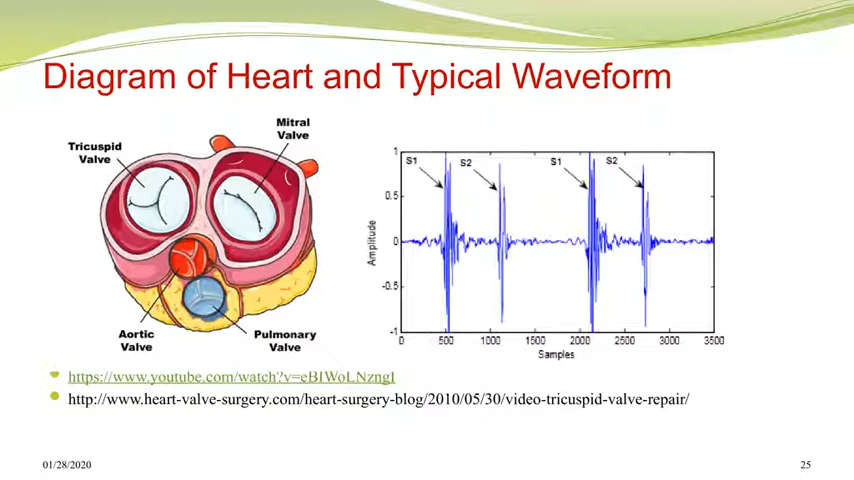 Diagram of Heart and Typical Waveform
Mitral
Valve
Tricuspid
Valve
Aortic
Valve
Pulmonary
Valve
S1
S2
S1
S2
1
0.5
0
-0.5
-1
Amplitude
0
500
1000
1500
2000
2500
3000
3500
Samples
https://www.youtube.com/watch?v=eBIWoLNzngI
http://www.heart-valve-surgery.com/heart-surgery-blog/2010/05/30/video-tricuspid-valve-repair/
01/28/2020
25